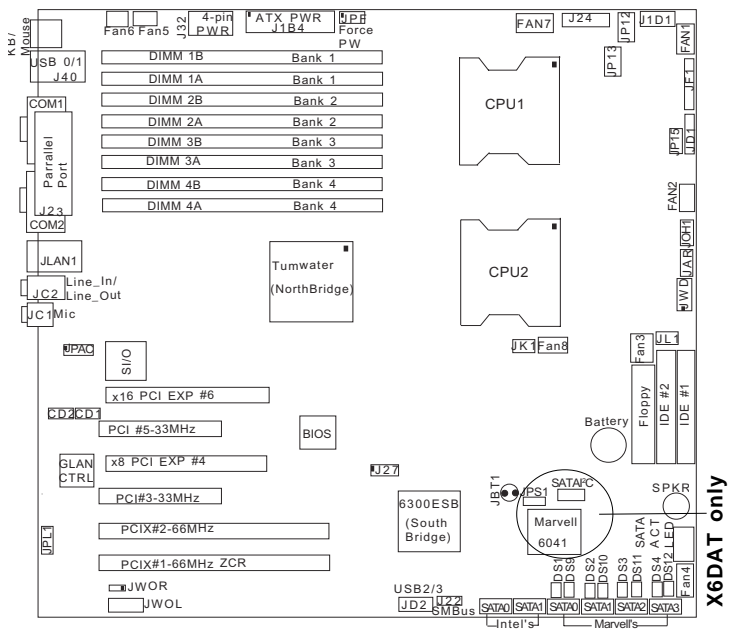 KB/
Mouse
Fan6
Fan5
J32
4-pin
PWR
ATX PWR
J1B4
JPF
Force
PW
FAN7
J24
JP12
J1D1
JP13
FAN1
JF1
JP15
JD1
USB 0/1
J40
DIMM 1B Bank 1
DIMM 1A Bank 1
DIMM 2B Bank 2
DIMM 2A Bank 2
DIMM 3B Bank 3
DIMM 3A Bank 3
DIMM 4B Bank 4
DIMM 4A Bank 4
CPU1
COM1
Parrallel
Port
J23
COM2
FAN2
JOH1
JAR
JWD
CPU2
JLAN1
Line_In/
Line_Out
JC2
JC1
Mic
Tumwater
(NorthBridge)
JK1
Fan8
Fan3
JL1
JPAC
SI/O
x16 PCI EXP #6
CD2
CD1
PCI #5-33MHz
BIOS
Floppy
IDE #2
IDE #1
Battery
GLAN
CTRL
x8 PCI EXP #4
J27
PCI#3-33MHz
6300ESB
(South
Bridge)
JBT1
JPS1
SATAI²C
SPKR
Marvell
6041
X6DAT only
JPL1
PCIX#2-66MHz
PCIX#1-66MHz ZCR
JWOR
JWOL
USB2/3
JD2
J22
SMBus
DS1
DS9
DS2
DS10
DS3
DS11
DS4
DS12
SATA
ACT
LED
Fan4
SATA0
SATA1
SATA0
SATA1
SATA2
SATA3
Intel's
Marvell's